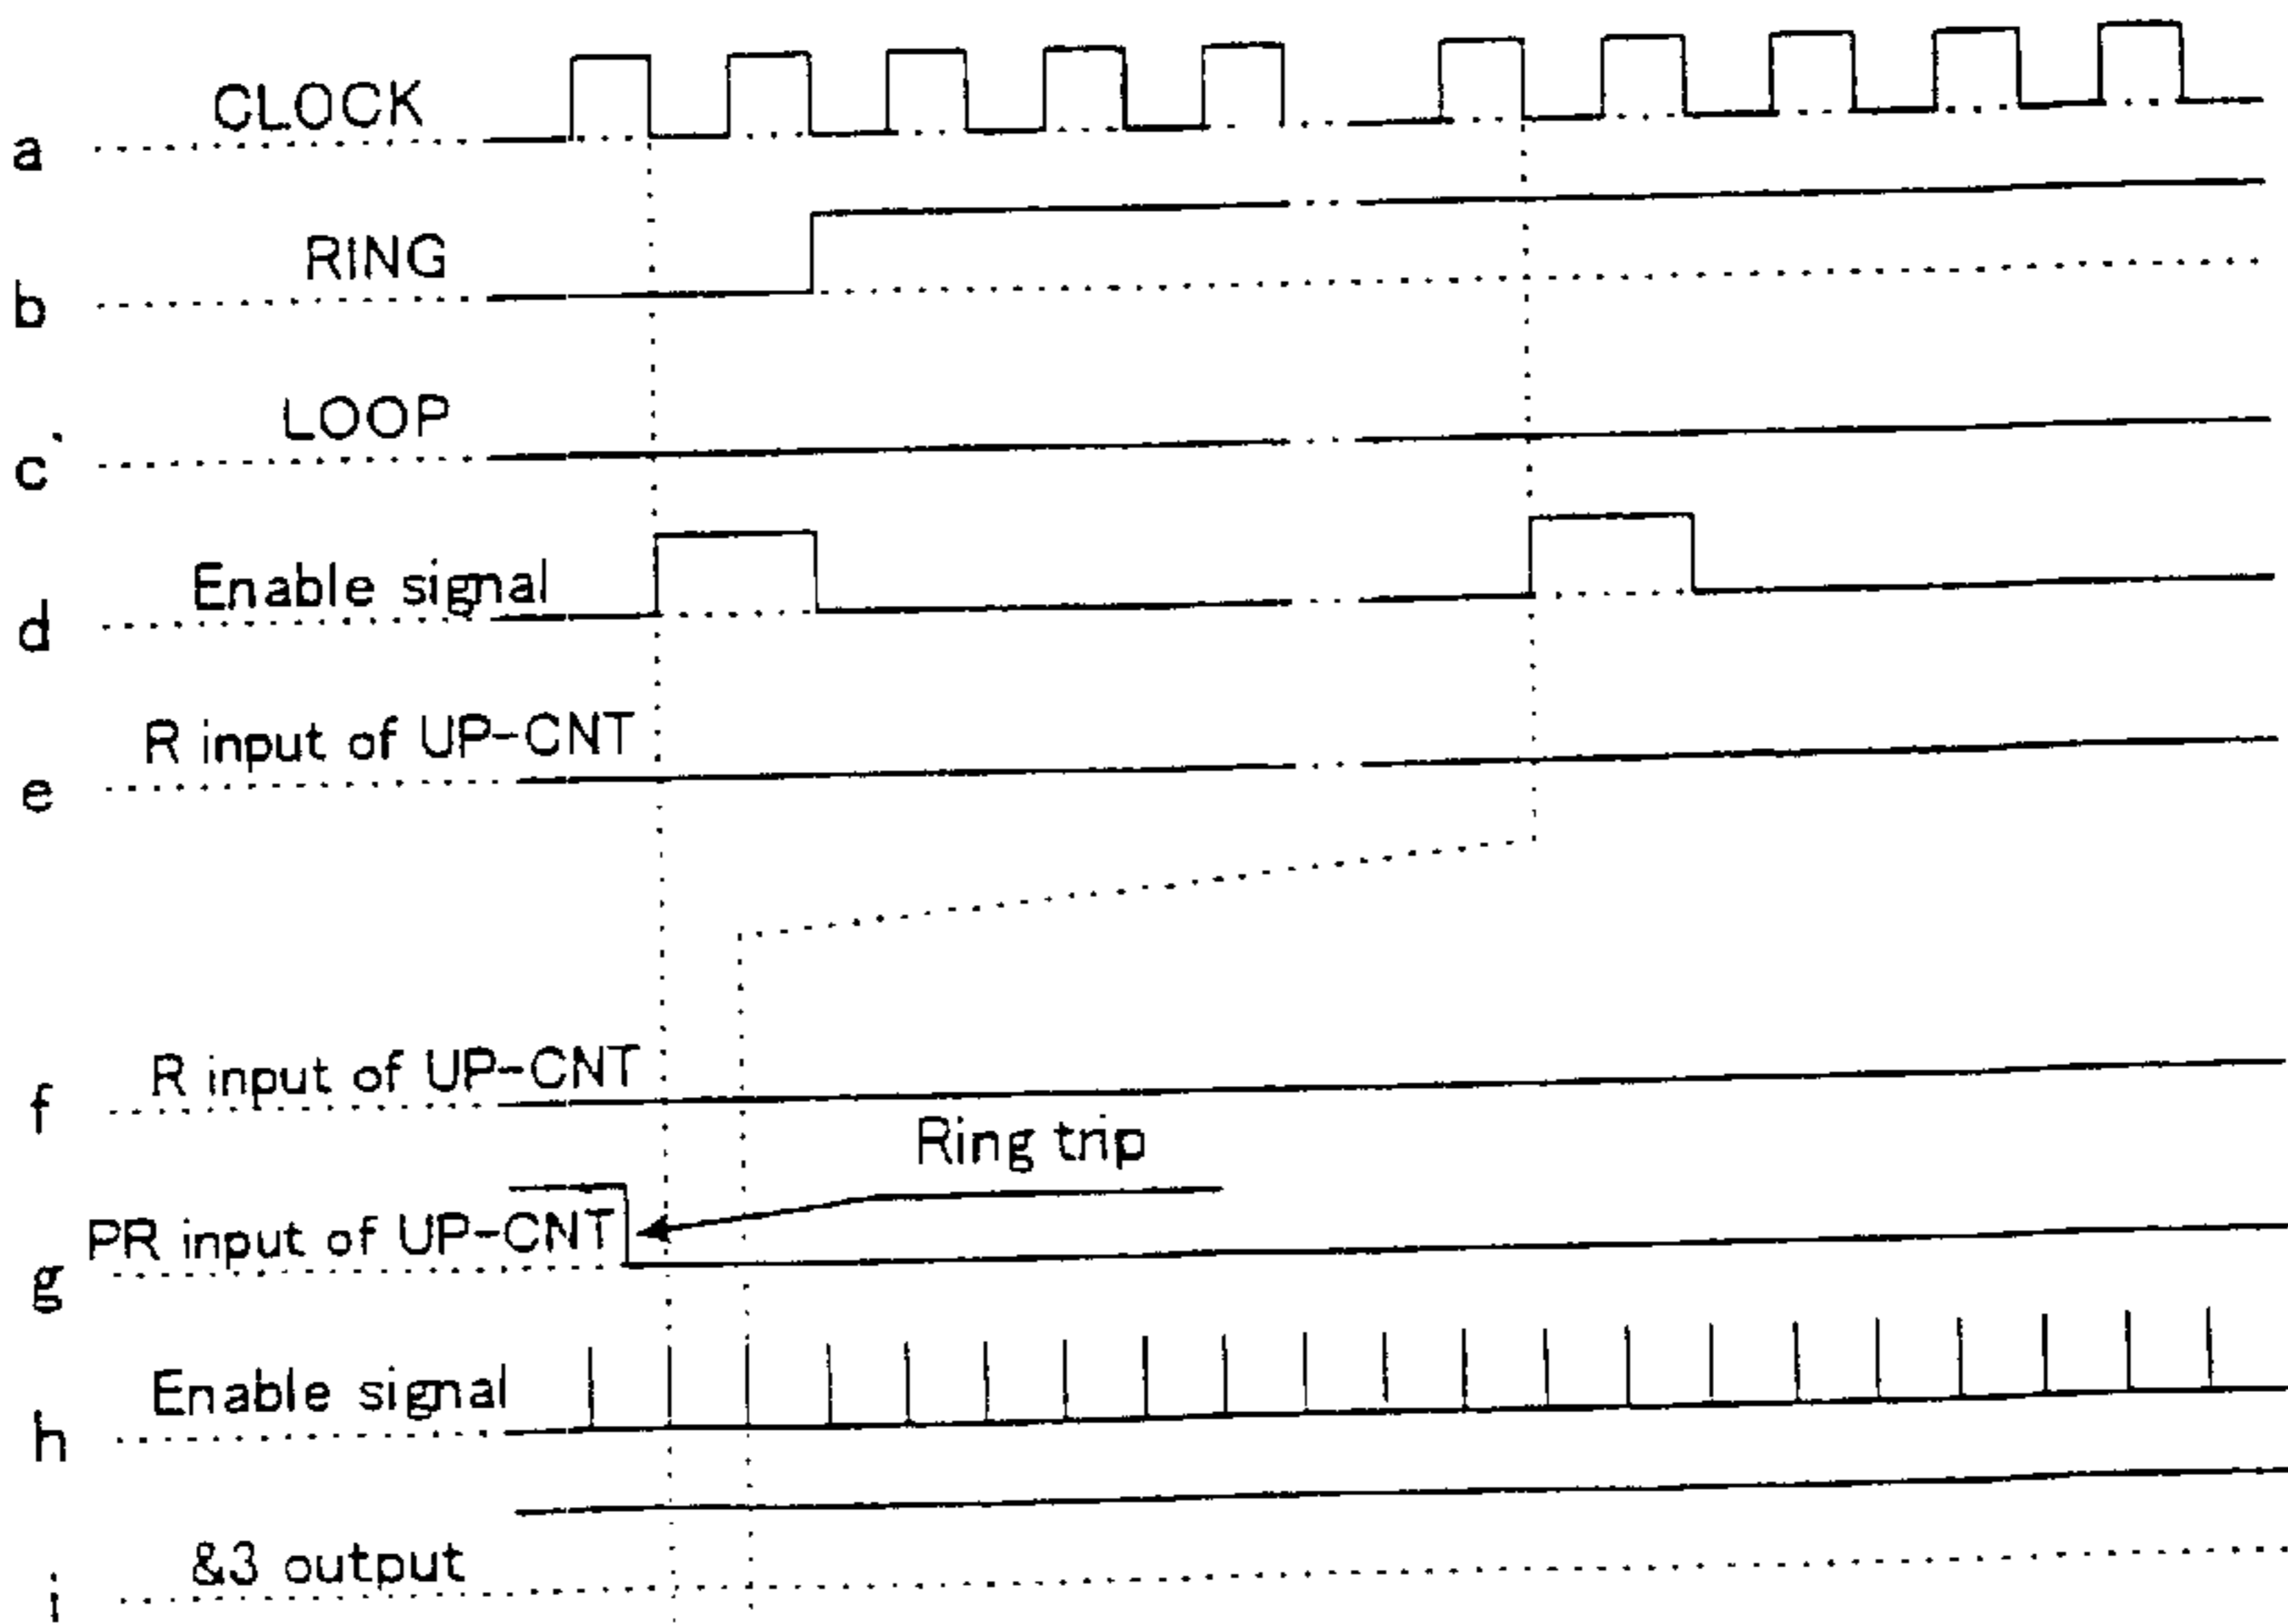 CLOCK
a
RING
b
LOOP
c
Enable signal
d
R input of UP-CNT
e
R input of UP-CNT
f
Ring trip
PR input of UP-CNT
g
Enable signal
h
&3 output
i